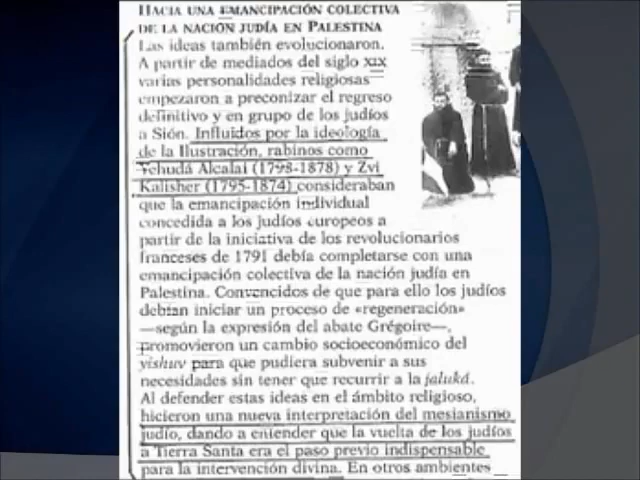 HACIA UNA EMANCIPACIÓN COLECTIVA
DE LA NACIÓN JUDÍA EN PALESTINA
Las ideas también evolucionaron.
A partir de mediados del siglo XIX
varias personalidades religiosas
empezaron a preconizar el regreso
definitivo y en grupo de los judíos
a Sión. Influidos por la ideología
de la Ilustración, rabinos como
Yehudá Alcalai (1798-1878) y Zvi
Kalisher (1795-1874) consideraban
que la emancipación individual
concedida a los judíos europeos a
partir de la iniciativa de los revolucionarios
franceses de 1791 debía completarse con una
emancipación colectiva de la nación judía en
Palestina. Convencidos de que para ello los judíos
debían iniciar un proceso de «regeneración»
—según la expresión del abate Grégoire—,
promovieron un cambio socioeconómico del
yishuv para que pudiera subvenir a sus
necesidades sin tener que recurrir a la jaluká.
Al defender estas ideas en el ámbito religioso,
hicieron una nueva interpretación del mesianismo
judío, dando a entender que la vuelta de los judíos
a Tierra Santa era el paso previo indispensable
para la intervención divina. En otros ambientes